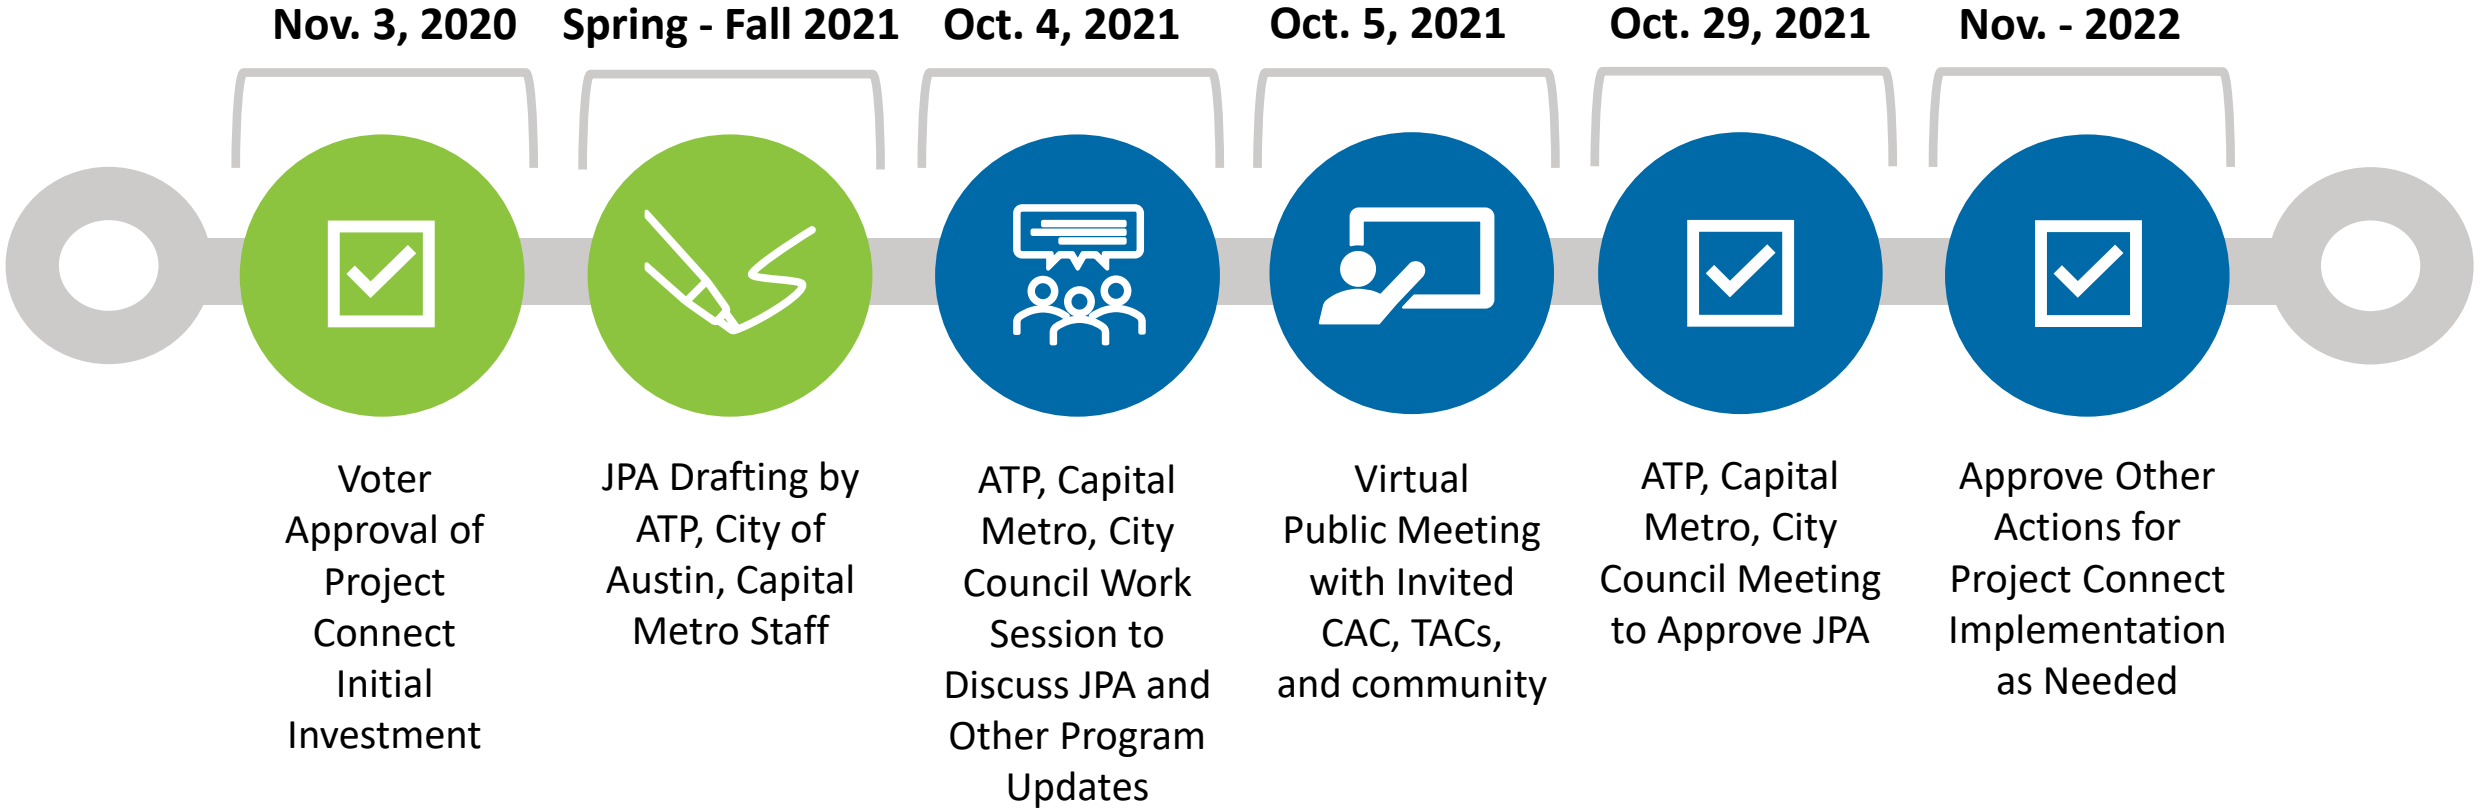 Nov. 3, 2020
Voter
Approval of
Project
Connect
Initial
Investment
Spring - Fall 2021
JPA Drafting by
ATP, City of
Austin, Capital
Metro Staff
Oct. 4, 2021
ATP, Capital
Metro, City
Council Work
Session to
Discuss JPA and
Other Program
Updates
Oct. 5, 2021
Virtual
Public Meeting
with Invited
CAC, TACs,
and community
Oct. 29, 2021
ATP, Capital
Metro, City
Council Meeting
to Approve JPA
Nov. - 2022
Approve Other
Actions for
Project Connect
Implementation
as Needed